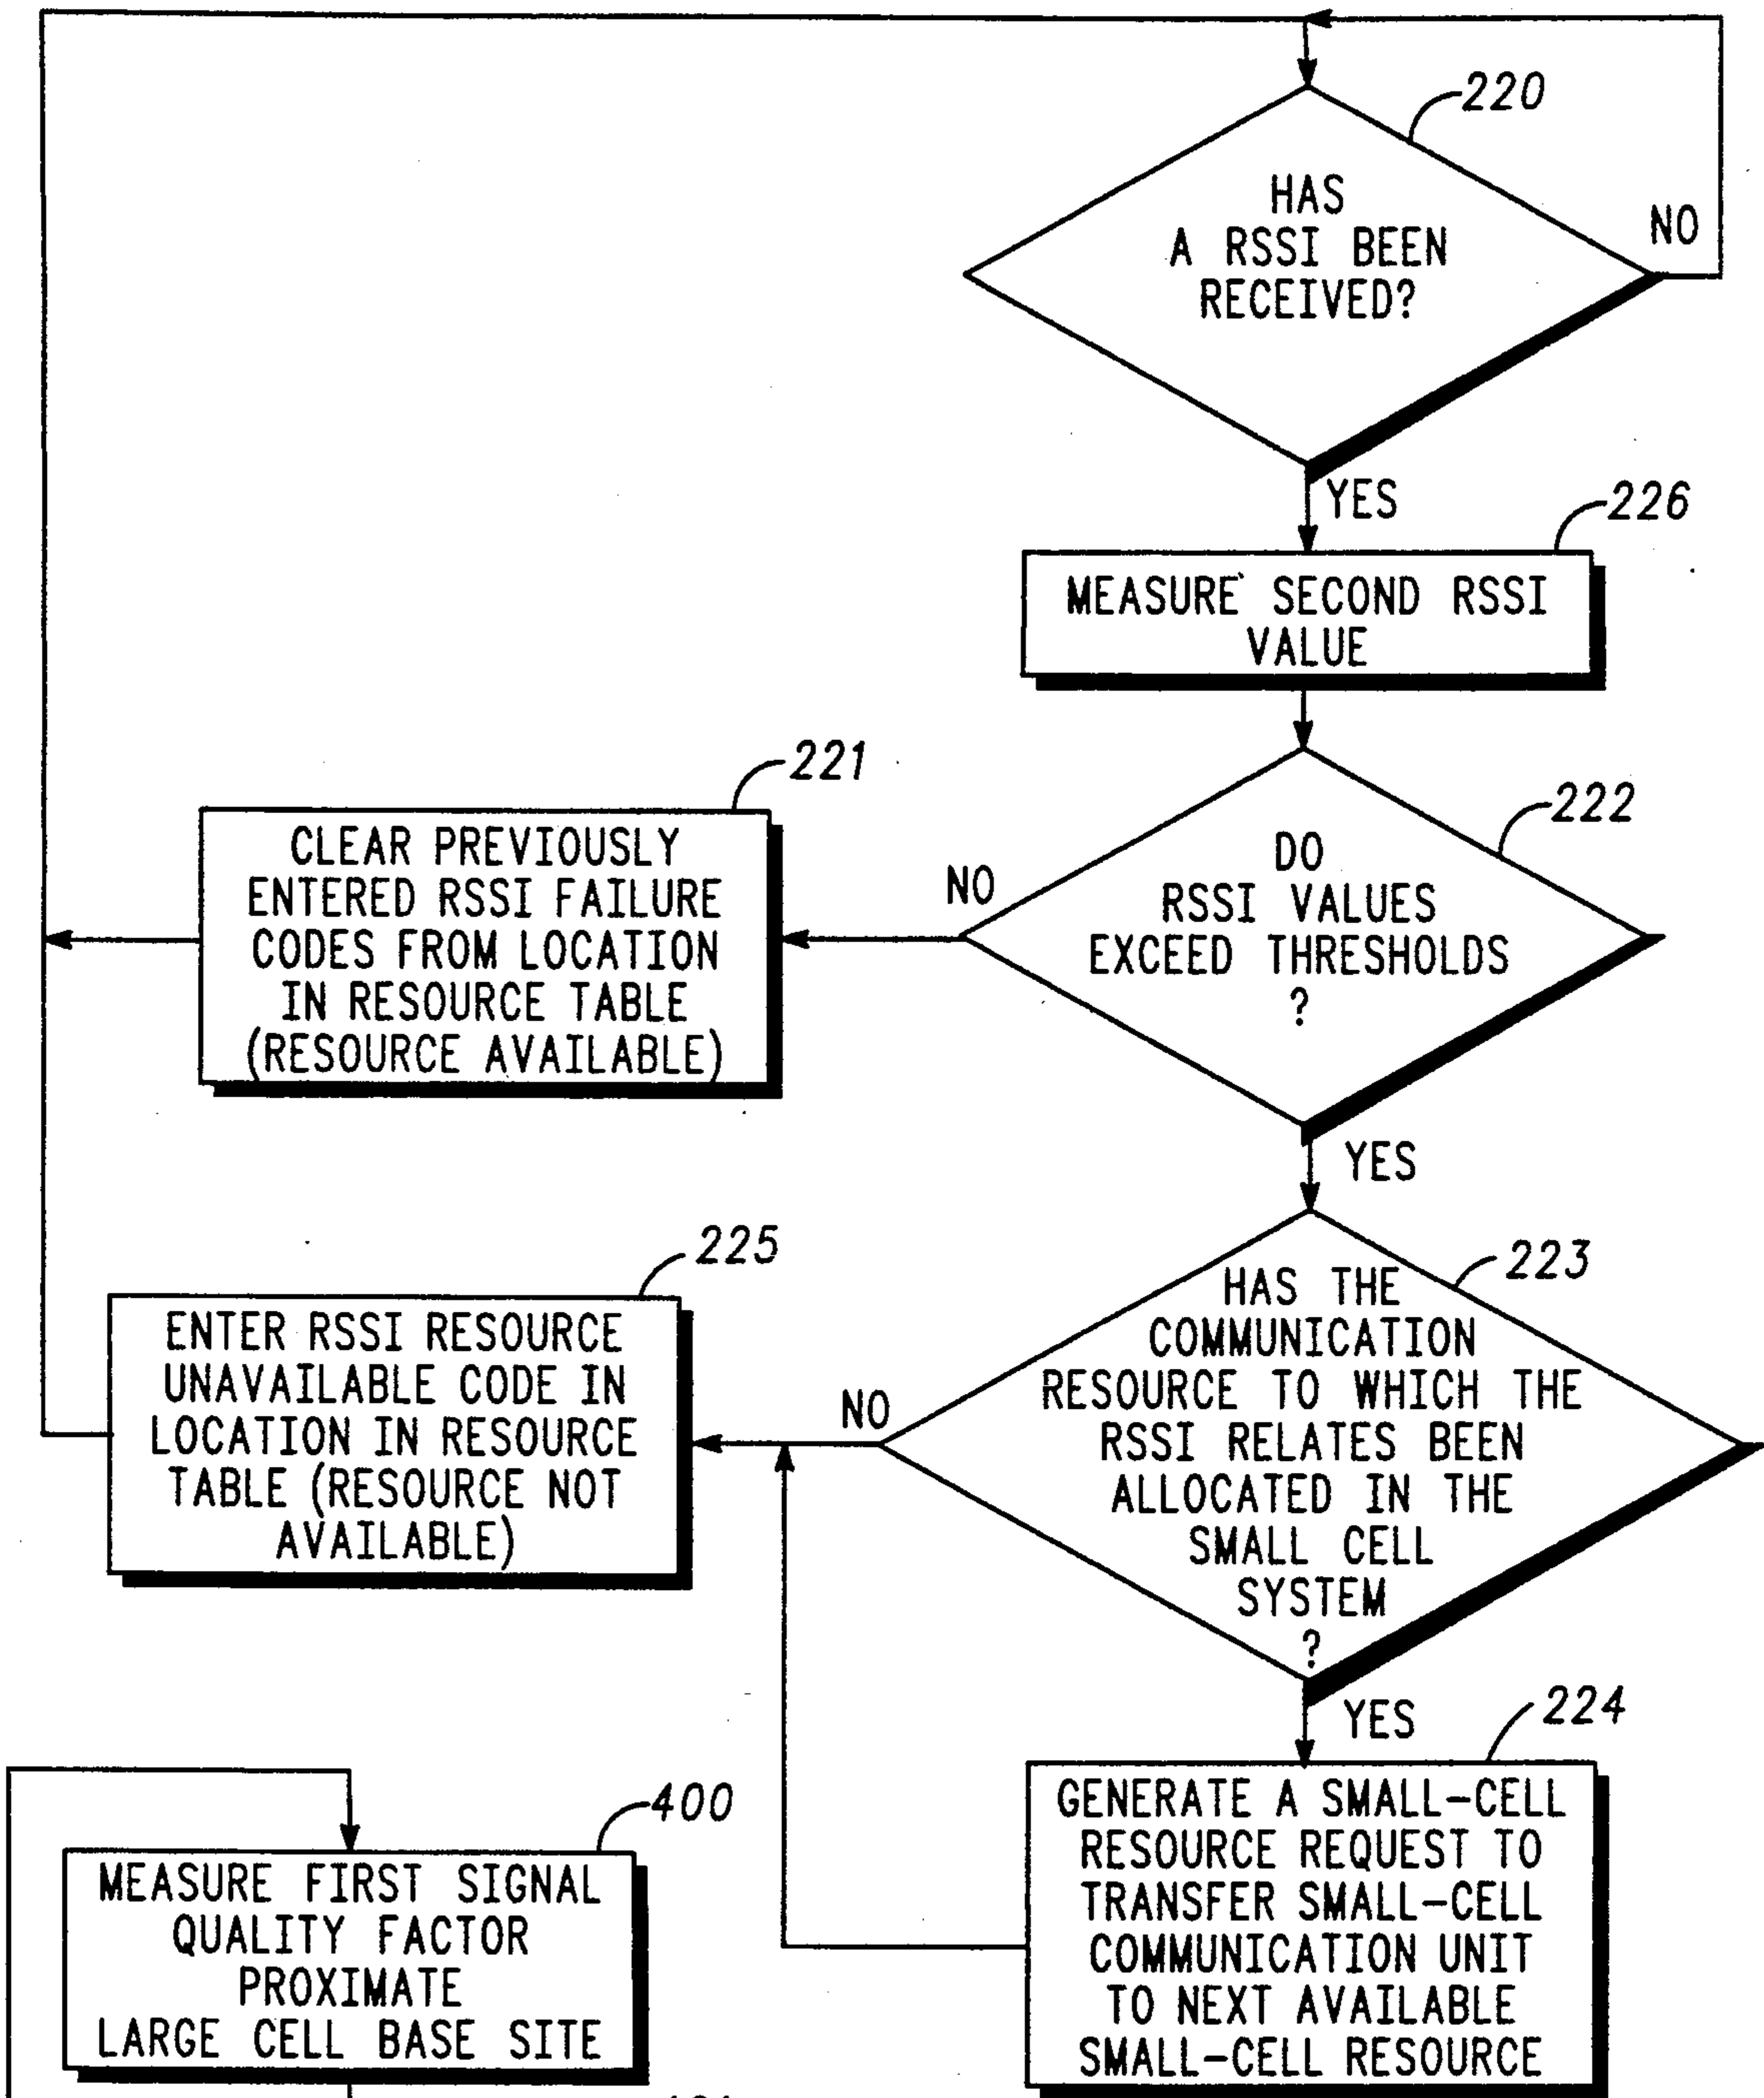 220
HAS
A RSSI BEEN
RECEIVED?
NO
YES
226
MEASURE SECOND RSSI
VALUE
221
CLEAR PREVIOUSLY
ENTERED RSSI FAILURE
CODES FROM LOCATION
IN RESOURCE TABLE
(RESOURCE AVAILABLE)
NO
222
DO
RSSI VALUES
EXCEED THRESHOLDS
?
YES
225
ENTER RSSI RESOURCE
UNAVAILABLE CODE IN
LOCATION IN RESOURCE
TABLE (RESOURCE NOT
AVAILABLE)
NO
223
HAS THE
COMMUNICATION
RESOURCE TO WHICH THE
RSSI RELATES BEEN
ALLOCATED IN THE
SMALL CELL
SYSTEM
?
YES
224
GENERATE A SMALL-CELL
RESOURCE REQUEST TO
TRANSFER SMALL-CELL
COMMUNICATION UNIT
TO NEXT AVAILABLE
SMALL-CELL RESOURCE
400
MEASURE FIRST SIGNAL
QUALITY FACTOR
PROXIMATE
LARGE CELL BASE SITE